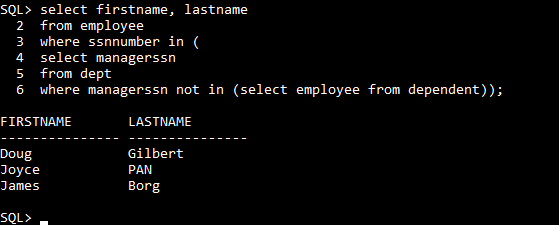 SQL> select firstname, lastname
2 from employee
3 where ssnnumber in (
4 select managerssn
5 from dept
6 where managerssn not in (select employee from dependent));
FIRSTNAME LASTNAME
--------------- ---------------
Doug Gilbert
Joyce PAN
James Borg
SQL>